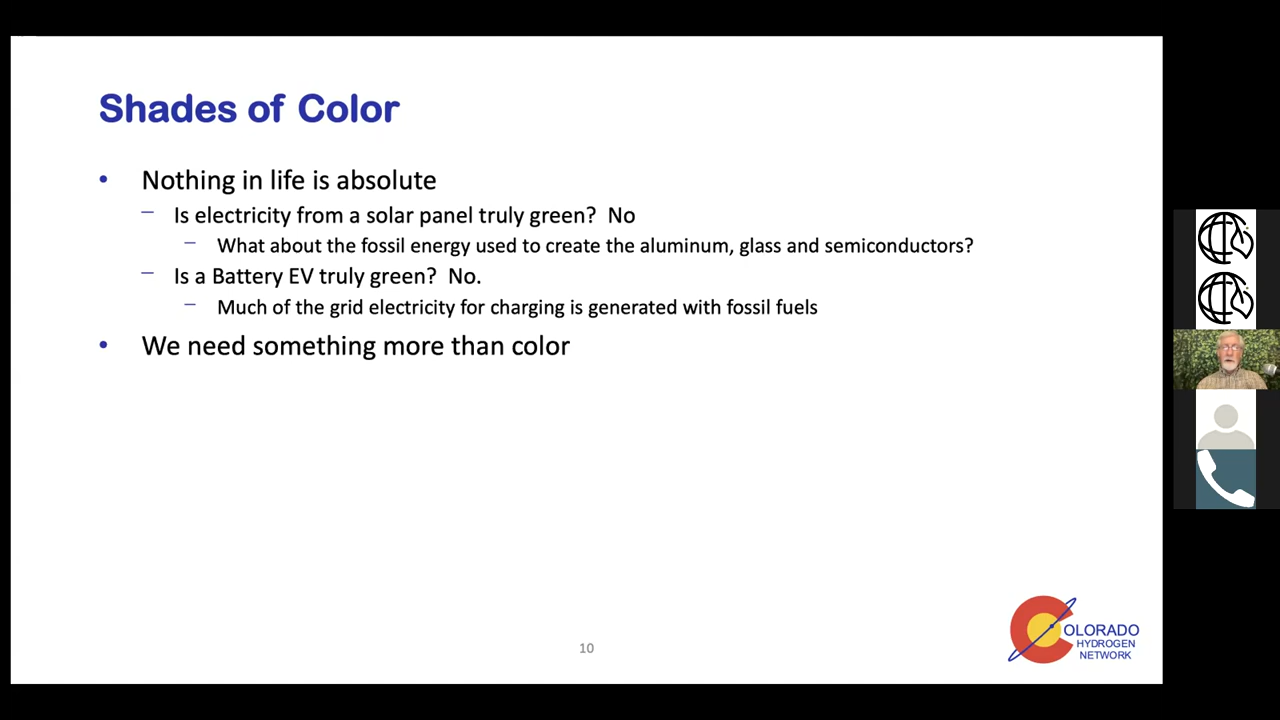 Shades of Color
• Nothing in life is absolute
– Is electricity from a solar panel truly green? No
– What about the fossil energy used to create the aluminum, glass and semiconductors?
– Is a Battery EV truly green? No.
– Much of the grid electricity for charging is generated with fossil fuels
• We need something more than color
10
COLORADO
HYDROGEN
NETWORK